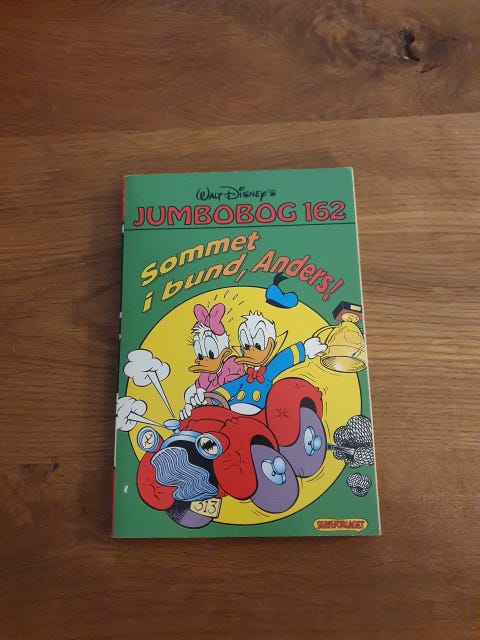 WALT DISNEY'S
JUMBOBOG 162
Sommet
i bund, Anders!
313
SERIEFORLAGET